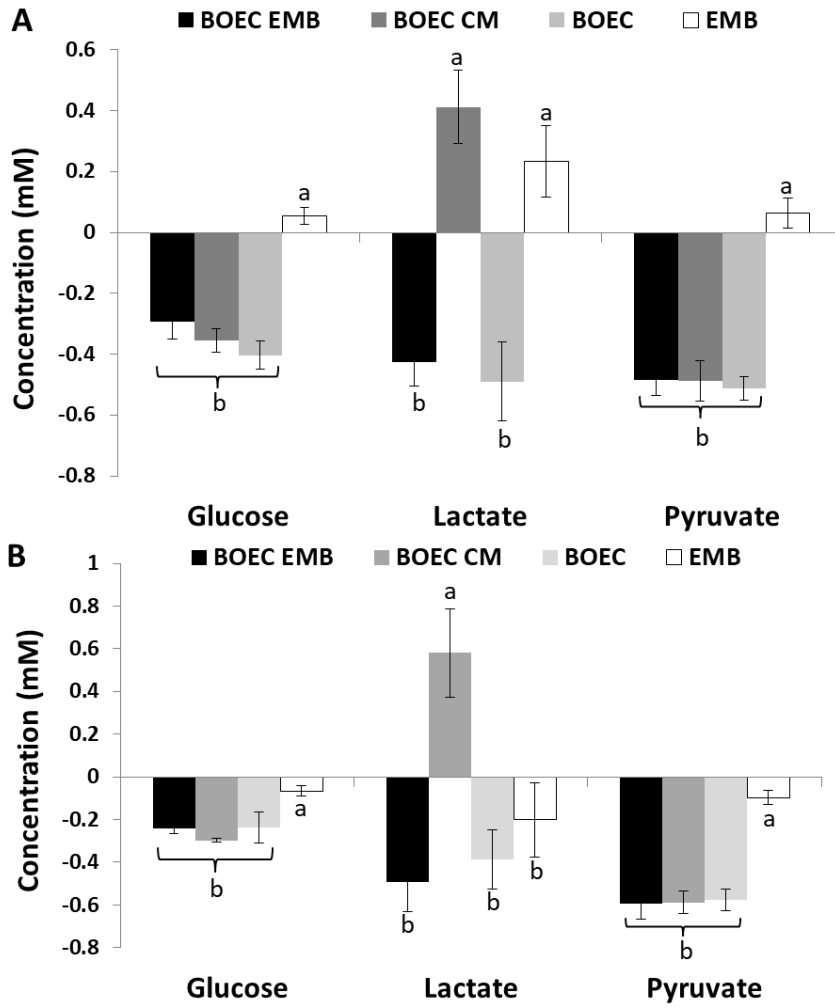 A
BOEC EMB BOEC CM BOEC EMB
0.6
a
a
0.4
0.2
a
a
0
Concentration (mM)
-0.2
-0.4
b
b
b
-0.6
b
-0.8
Glucose Lactate Pyruvate
B
BOEC EMB BOEC CM BOEC EMB
1
a
0.8
0.6
0.4
0.2
0
Concentration (mM)
a
a
-0.2
-0.4
b
b
-0.6
b
b
b
-0.8
Glucose Lactate Pyruvate